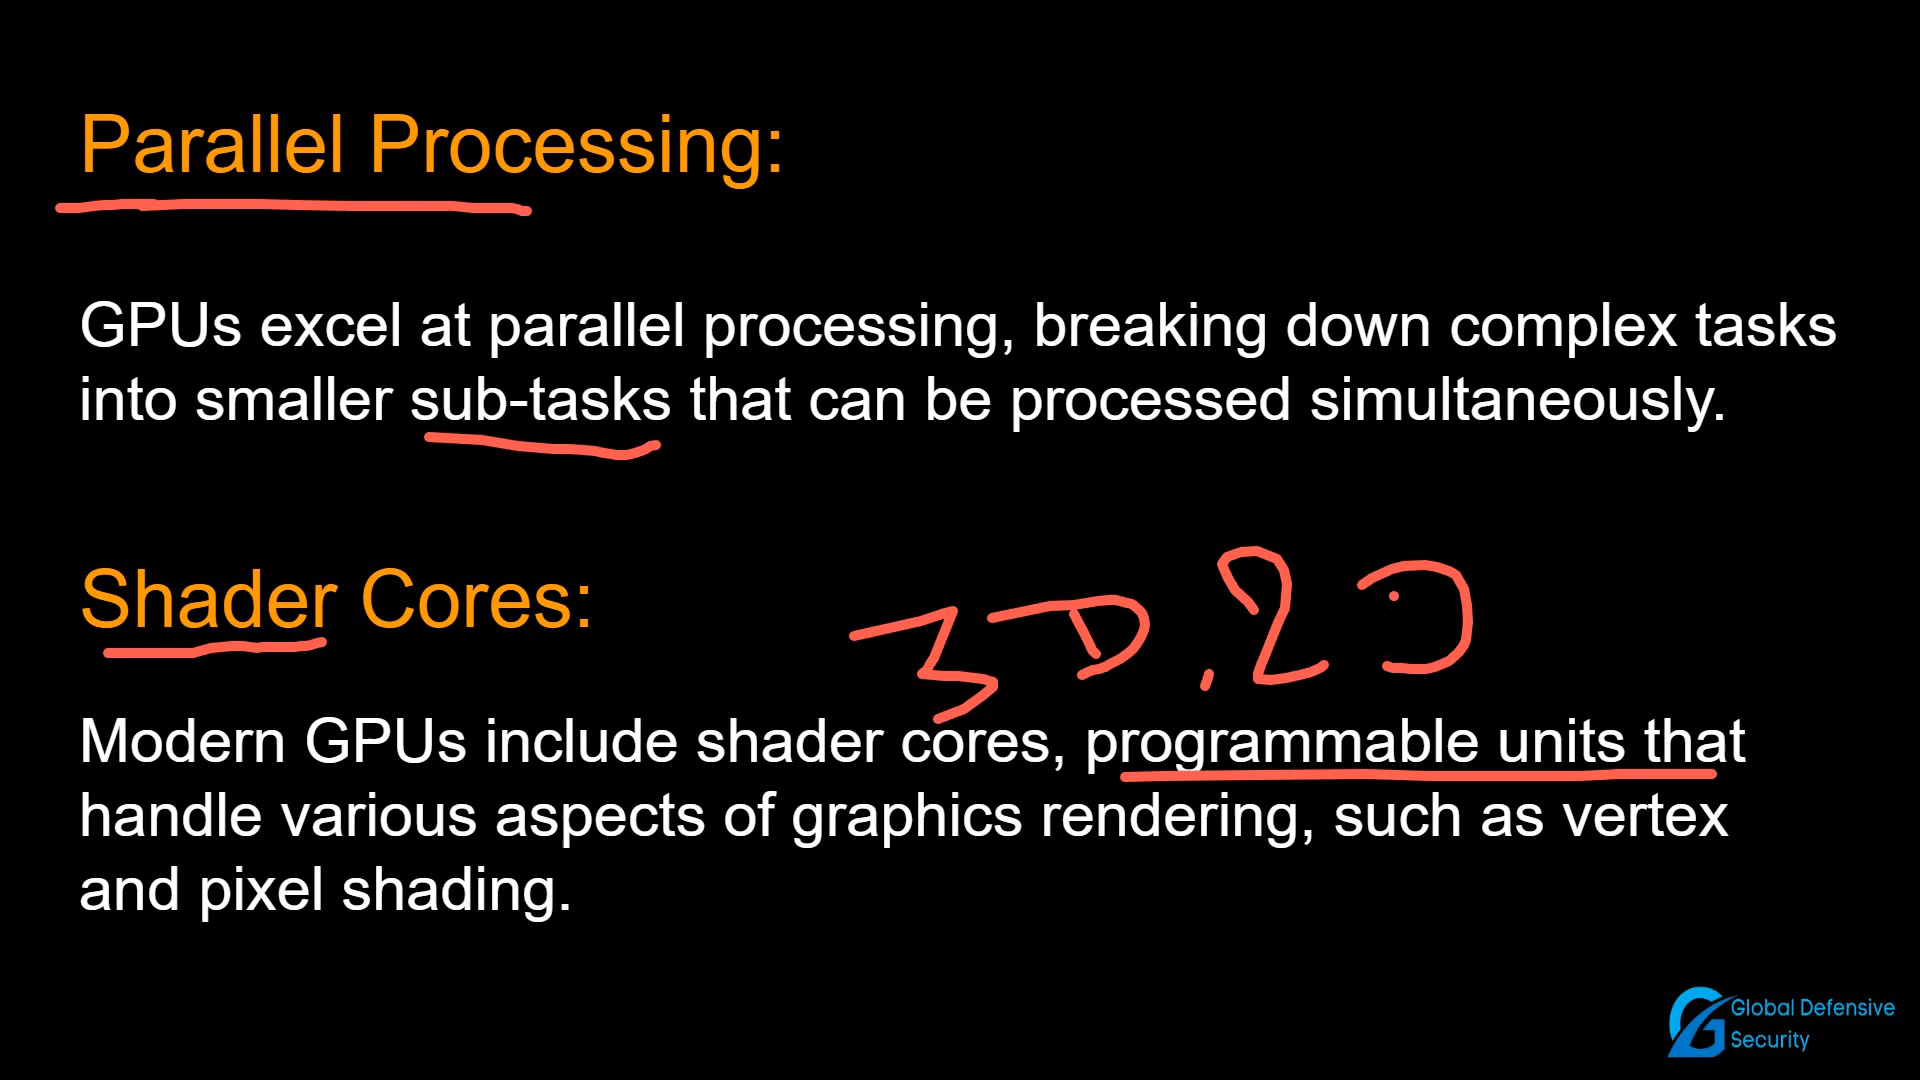 Parallel Processing:
GPUs excel at parallel processing, breaking down complex tasks
into smaller sub-tasks that can be processed simultaneously.
Shader Cores:
3D, 2D
Modern GPUs include shader cores, programmable units that
handle various aspects of graphics rendering, such as vertex
and pixel shading.
Global Defensive
Security